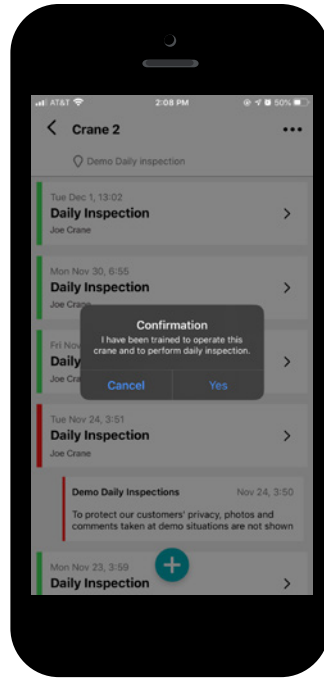 AT&T 2:08 PM 50%
Crane 2
Demo Daily inspection
Tue Dec 1, 13:02
Daily Inspection
Joe Crane
Mon Nov 30, 6:55
Daily Inspection
Joe Crane
Confirmation
I have been trained to operate this
crane and to perform daily inspection.
Cancel Yes
Fri Nov
Daily
Joe Cra
Tue Nov 24, 3:51
Daily Inspection
Joe Crane
Demo Daily Inspections Nov 24, 3:50
To protect our customers' privacy, photos and
comments taken at demo situations are not shown
Mon Nov 23, 3:59
Daily Inspection